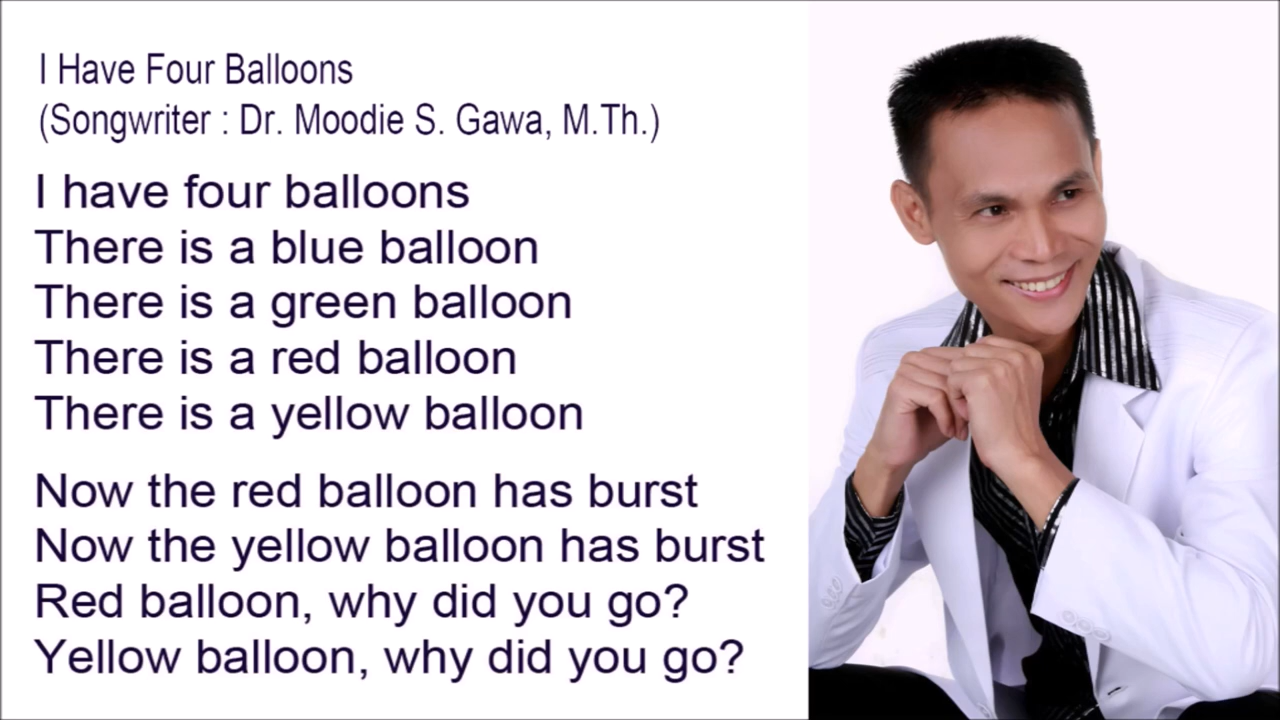 I Have Four Balloons
(Songwriter : Dr. Moodie S. Gawa, M.Th.)
I have four balloons
There is a blue balloon
There is a green balloon
There is a red balloon
There is a yellow balloon
Now the red balloon has burst
Now the yellow balloon has burst
Red balloon, why did you go?
Yellow balloon, why did you go?